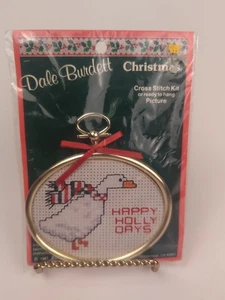 Dale Burdett
Christmas
Cross Stitch Kit
or ready to hang
Picture
HAPPY
HOLLY
DAYS